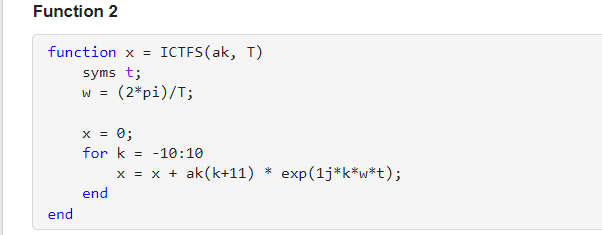 Function 2
function x = ICTFS(ak, T)
    syms t;
    w = (2*pi)/T;

    x = 0;
    for k = -10:10
        x = x + ak(k+11) * exp(1j*k*w*t);
    end
end